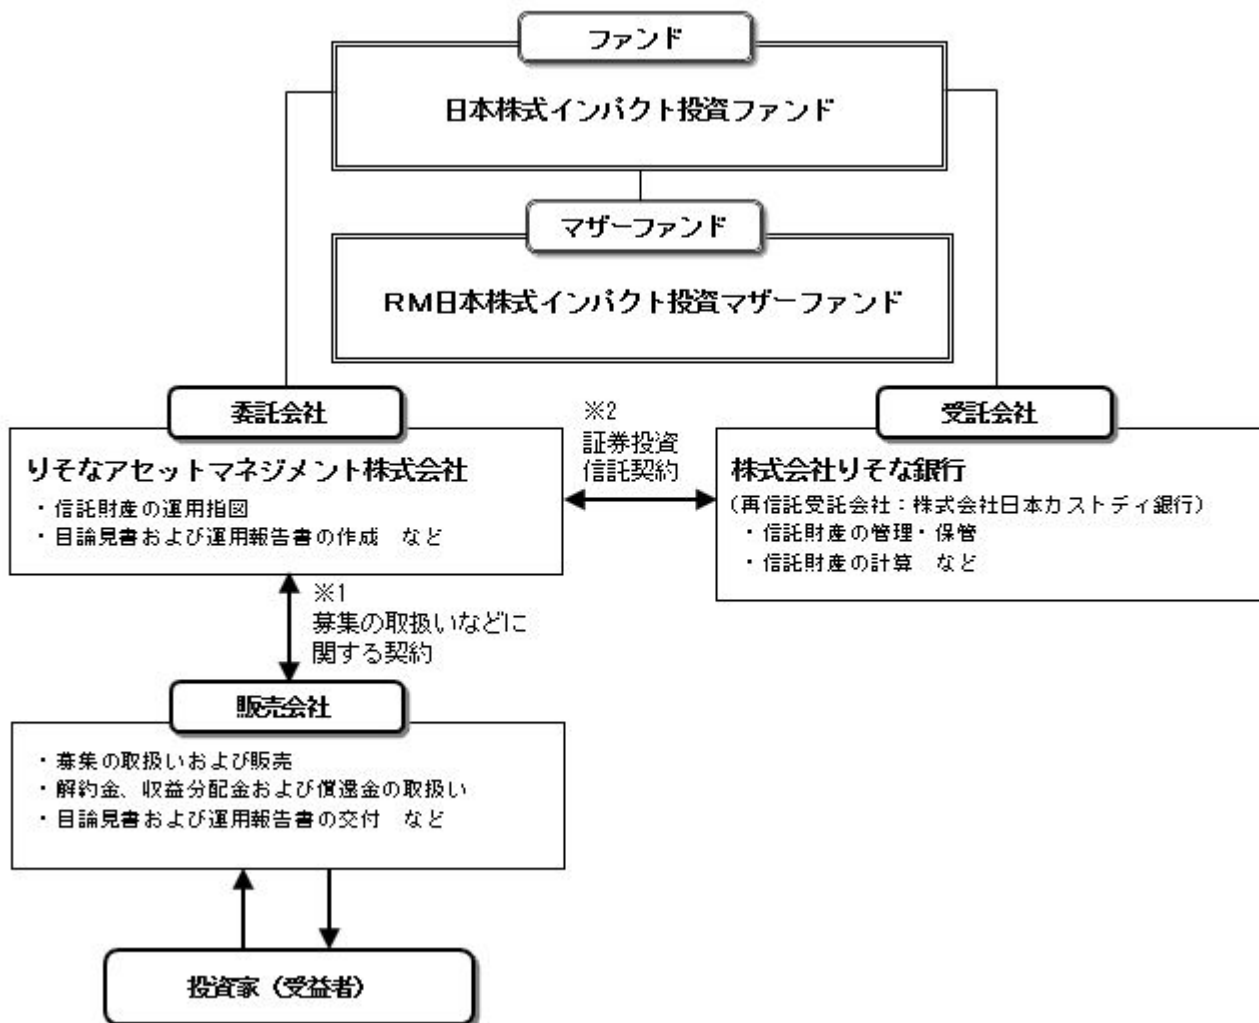 ファンド
日本株式インパクト投資ファンド
マザーファンド
RM日本株式インパクト投資マザーファンド
委託会社
りそなアセットマネジメント株式会社
・信託財産の運用指図
・目論見書および運用報告書の作成　など
※2
証券投資
信託契約
受託会社
株式会社りそな銀行
(再信託受託会社：株式会社日本カストディ銀行)
・信託財産の管理・保管
・信託財産の計算　など
※1
募集の取扱いなどに
関する契約
販売会社
・募集の取扱いおよび販売
・解約金、収益分配金および償還金の取扱い
・目論見書および運用報告書の交付　など
投資家（受益者）